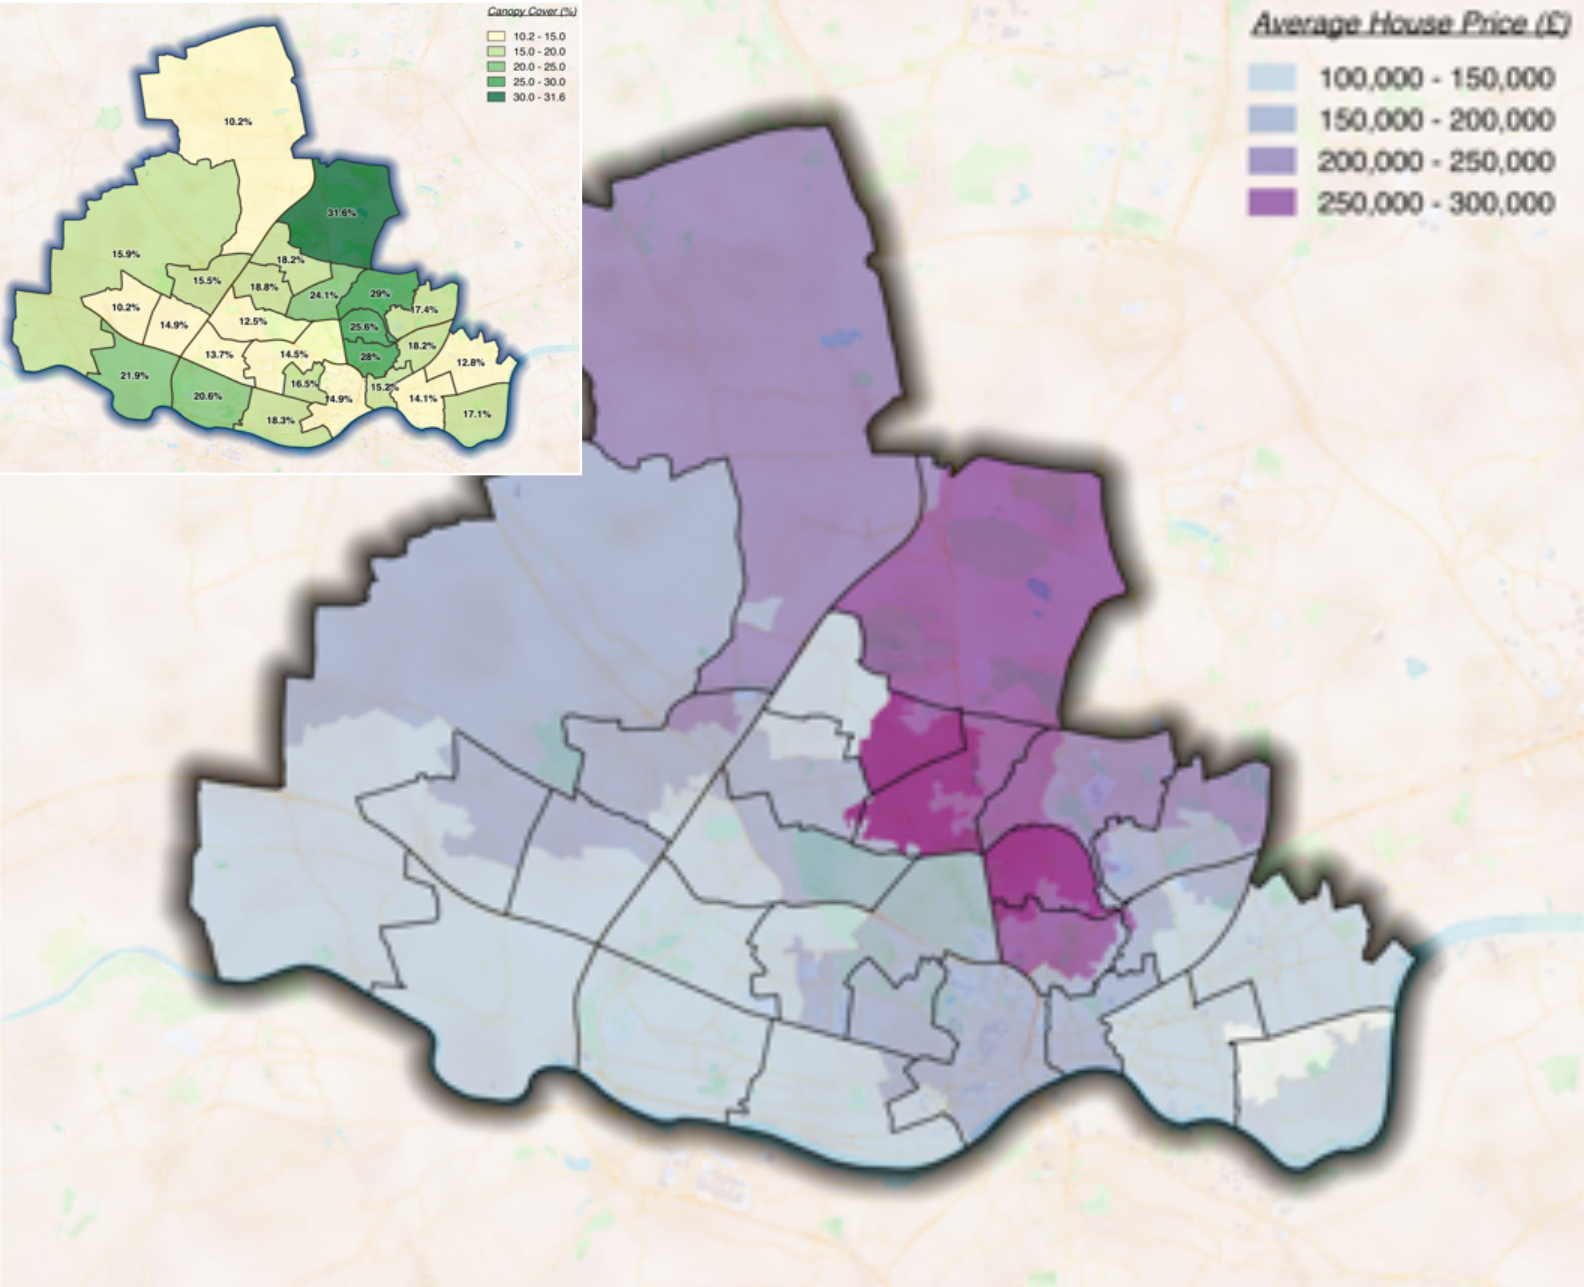 Canopy Cover (%)
10.2 - 15.0
15.0 - 20.0
20.0 - 25.0
25.0 - 30.0
30.0 - 31.6
10.2%
31.6%
15.9%
18.2%
15.5%
18.8%
24.1%
29%
10.2%
17.4%
14.9%
12.5%
25.6%
18.2%
13.7%
14.5%
28%
12.8%
21.9%
16.5%
15.2%
20.6%
14.9%
14.1%
18.3%
17.1%
Average House Price (£)
100,000 - 150,000
150,000 - 200,000
200,000 - 250,000
250,000 - 300,000